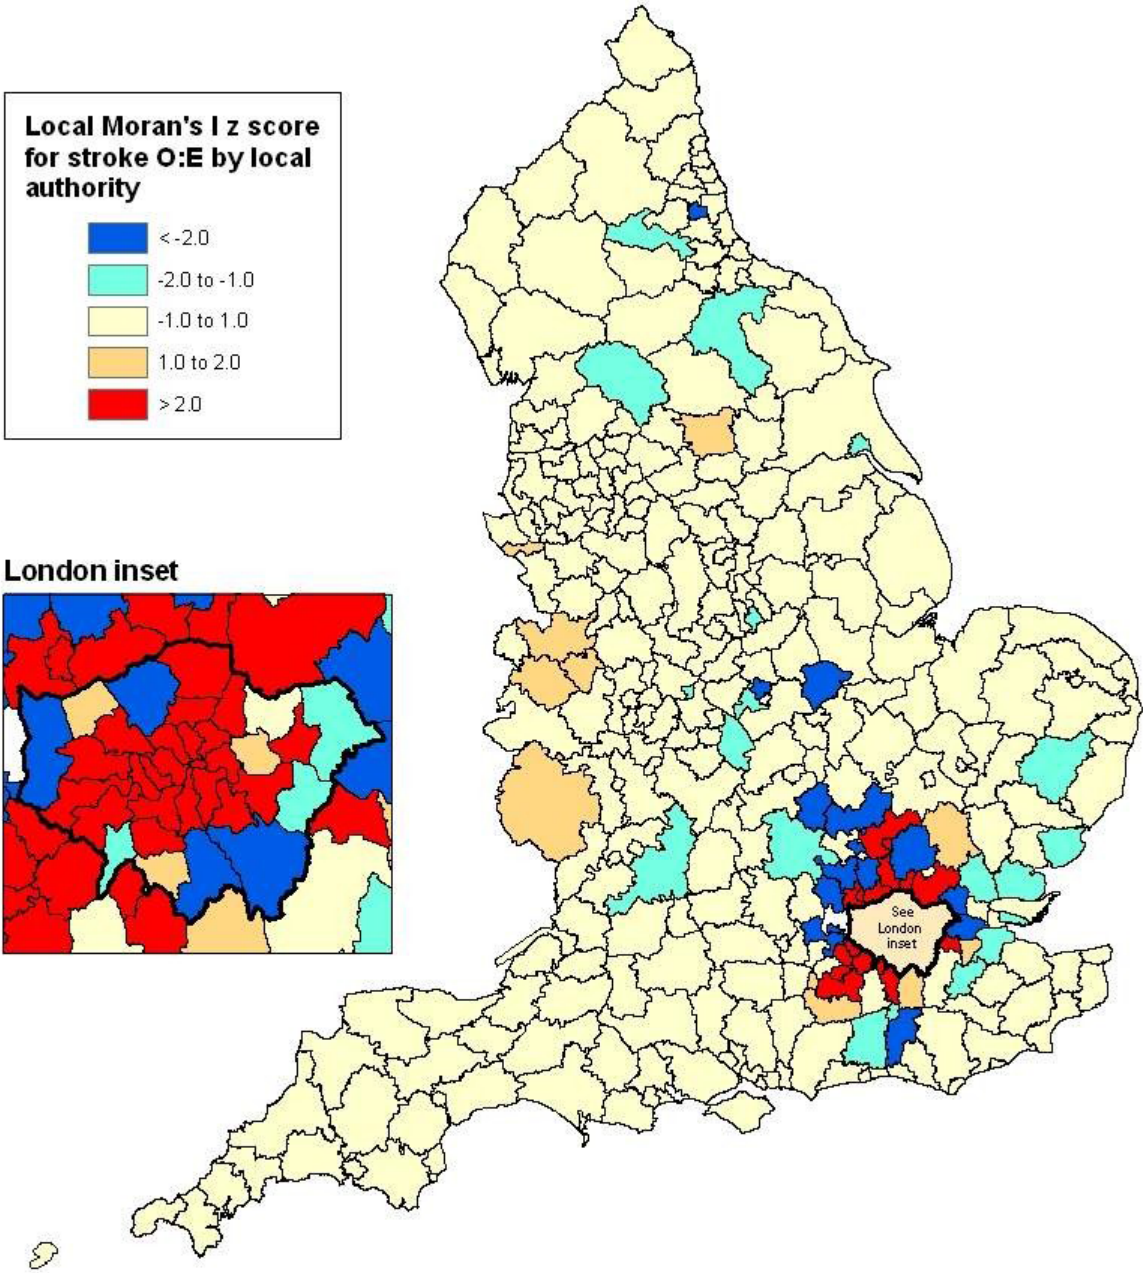 Local Moran's I z score
for stroke O:E by local
authority
< -2.0
-2.0 to -1.0
-1.0 to 1.0
1.0 to 2.0
> 2.0
London inset
See
London
inset